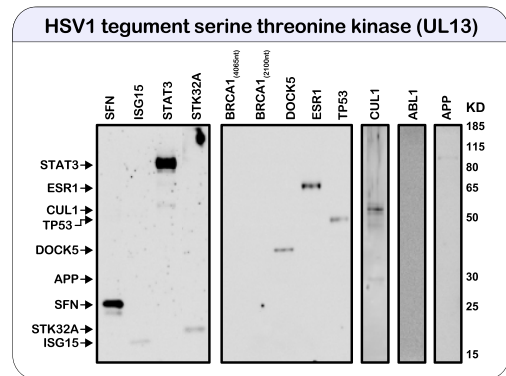 HSV1 tegument serine threonine kinase (UL13)
SFN
ISG15
STAT3
STK32A
BRCA1(4065nt)
BRCA1(2100nt)
DOCK5
ESR1
TP53
CUL1
ABL1
APP
KD
185
115
80
65
50
30
25
15
STAT3
ESR1
CUL1
TP53
DOCK5
APP
SFN
STK32A
ISG15